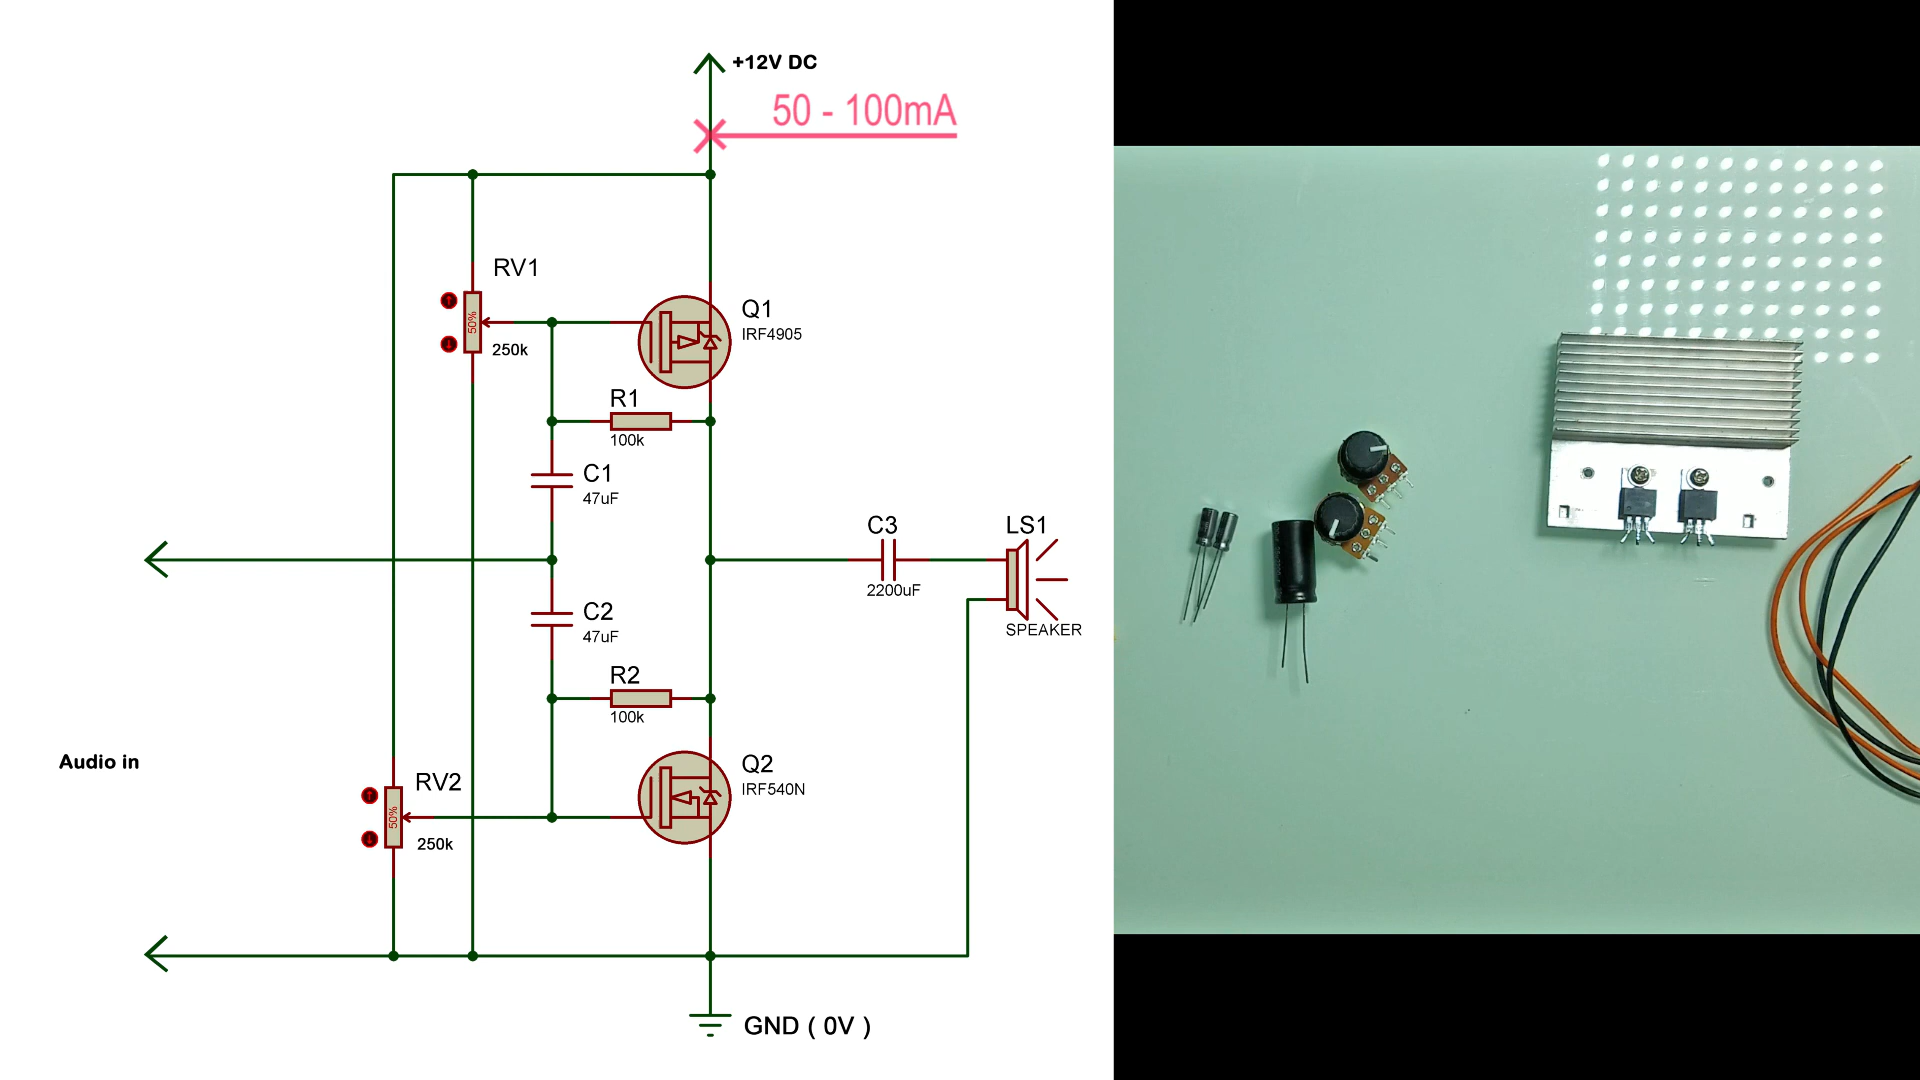 +12V DC
50 - 100mA
RV1
50%
250k
Q1
IRF4905
R1
100k
C1
47uF
C3
2200uF
LS1
SPEAKER
C2
47uF
R2
100k
Audio in
RV2
50%
250k
Q2
IRF540N
GND ( 0V )